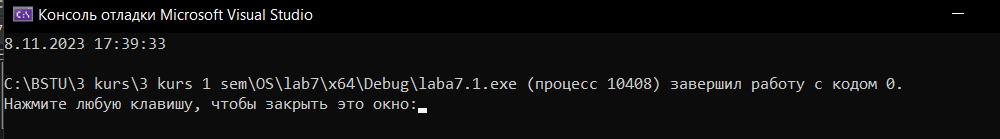 Консоль отладки Microsoft Visual Studio
8.11.2023 17:39:33
C:\BSTU\3 kurs\3 kurs 1 sem\OS\lab7\x64\Debug\laba7.1.exe (процесс 10408) завершил работу с кодом 0.
Нажмите любую клавишу, чтобы закрыть это окно: